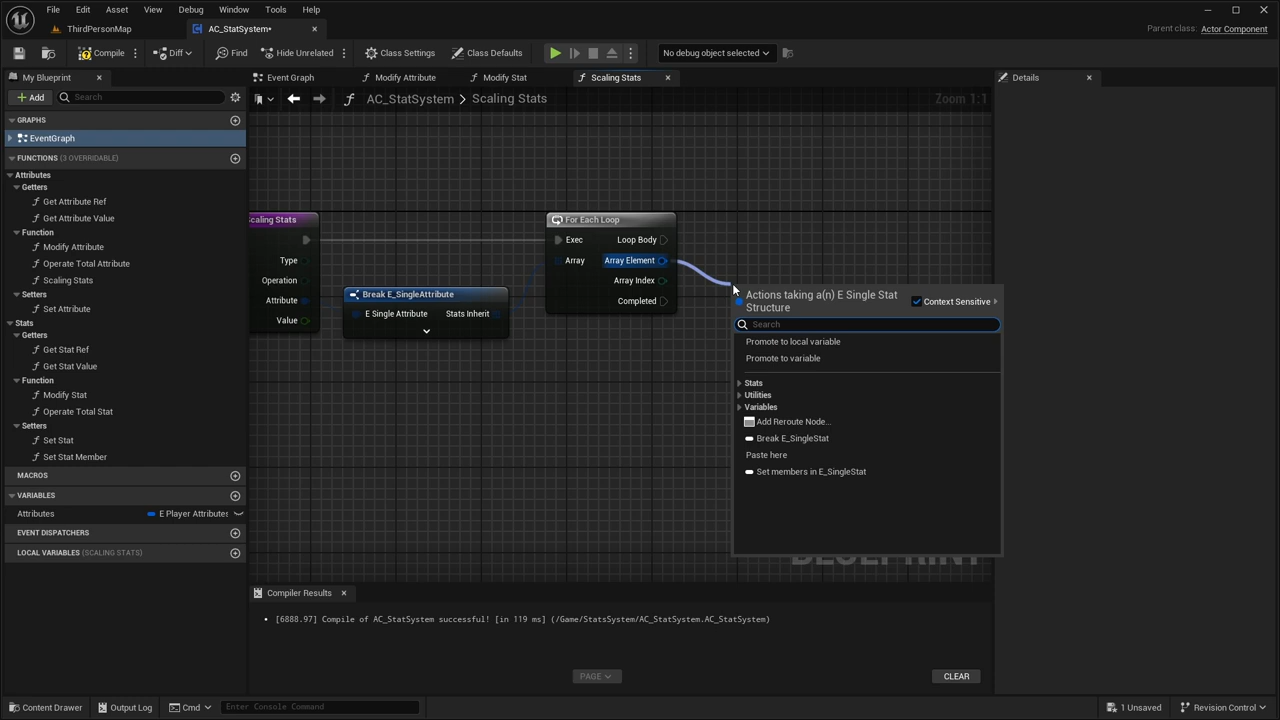 File Edit Asset View Debug Window Tools Help
ThirdPersonMap
AC_StatSystem*
Parent class: Actor Component
Compile
Diff
Find
Hide Unrelated
Class Settings
Class Defaults
No debug object selected
My Blueprint
Event Graph
Modify Attribute
Modify Stat
Scaling Stats
Details
Add
Search
AC_StatSystem > Scaling Stats
Zoom 1:1
GRAPHS
EventGraph
FUNCTIONS (3 OVERRIDABLE)
Attributes
Getters
Get Attribute Ref
Get Attribute Value
Function
Modify Attribute
Operate Total Attribute
Scaling Stats
Setters
Set Attribute
Stats
Getters
Get Stat Ref
Get Stat Value
Function
Modify Stat
Operate Total Stat
Setters
Set Stat
Set Stat Member
MACROS
VARIABLES
Attributes
E Player Attributes
EVENT DISPATCHERS
LOCAL VARIABLES (SCALING STATS)
Scaling Stats
Type
Operation
Attribute
Value
Break E_SingleAttribute
E Single Attribute
Stats Inherit
For Each Loop
Exec
Loop Body
Array
Array Element
Array Index
Completed
Actions taking a(n) E Single Stat
Structure
Context Sensitive
Search
Promote to local variable
Promote to variable
Stats
Utilities
Variables
Add Reroute Node...
Break E_SingleStat
Paste here
Set members in E_SingleStat
BLUEPRINT
Compiler Results
[6888.97] Compile of AC_StatSystem successful! [in 119 ms] (/Game/StatsSystem/AC_StatSystem.AC_StatSystem)
PAGE
CLEAR
Content Drawer
Output Log
Cmd
Enter Console Command
1 Unsaved
Revision Control